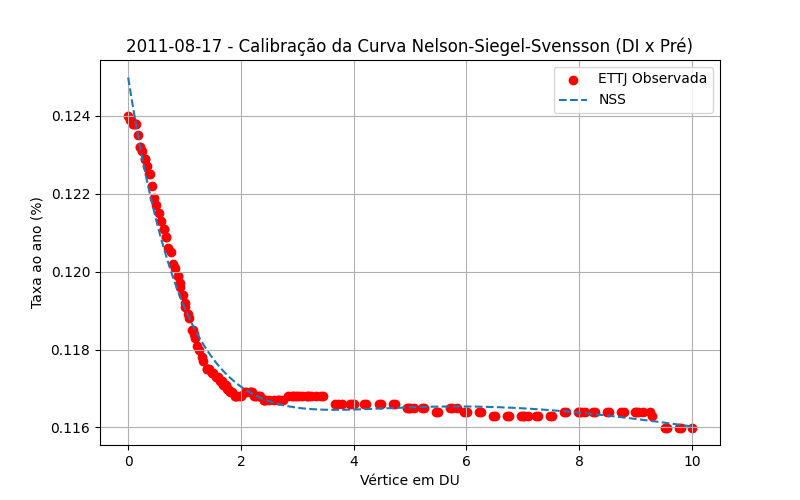 2011-08-17 - Calibração da Curva Nelson-Siegel-Svensson (DI x Pré)
ETTJ Observada
NSS
Taxa ao ano (%)
0.124
0.122
0.120
0.118
0.116
0 2 4 6 8 10
Vértice em DU